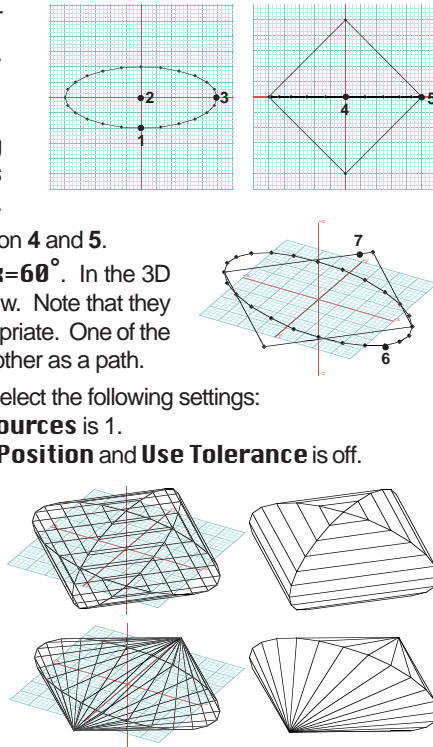 2
3
1
4
5
g
s
on 4 and 5.
x=60°. In the 3D
w. Note that they
propriate. One of the
other as a path.
7
6
elect the following settings:
ources is 1.
Position and Use Tolerance is off.